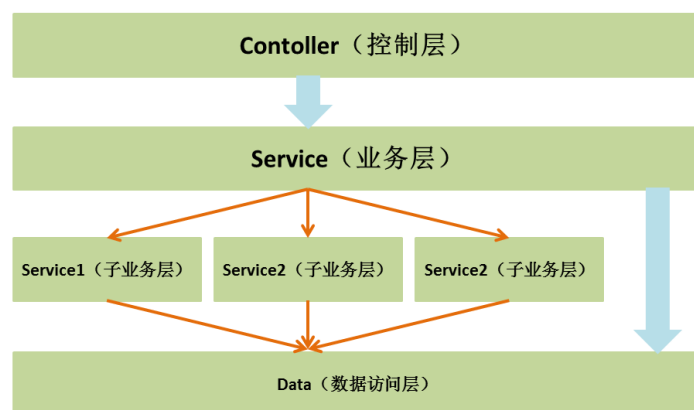 Contoller（控制层）
Service（业务层）
Service1（子业务层）
Service2（子业务层）
Service2（子业务层）
Data（数据访问层）